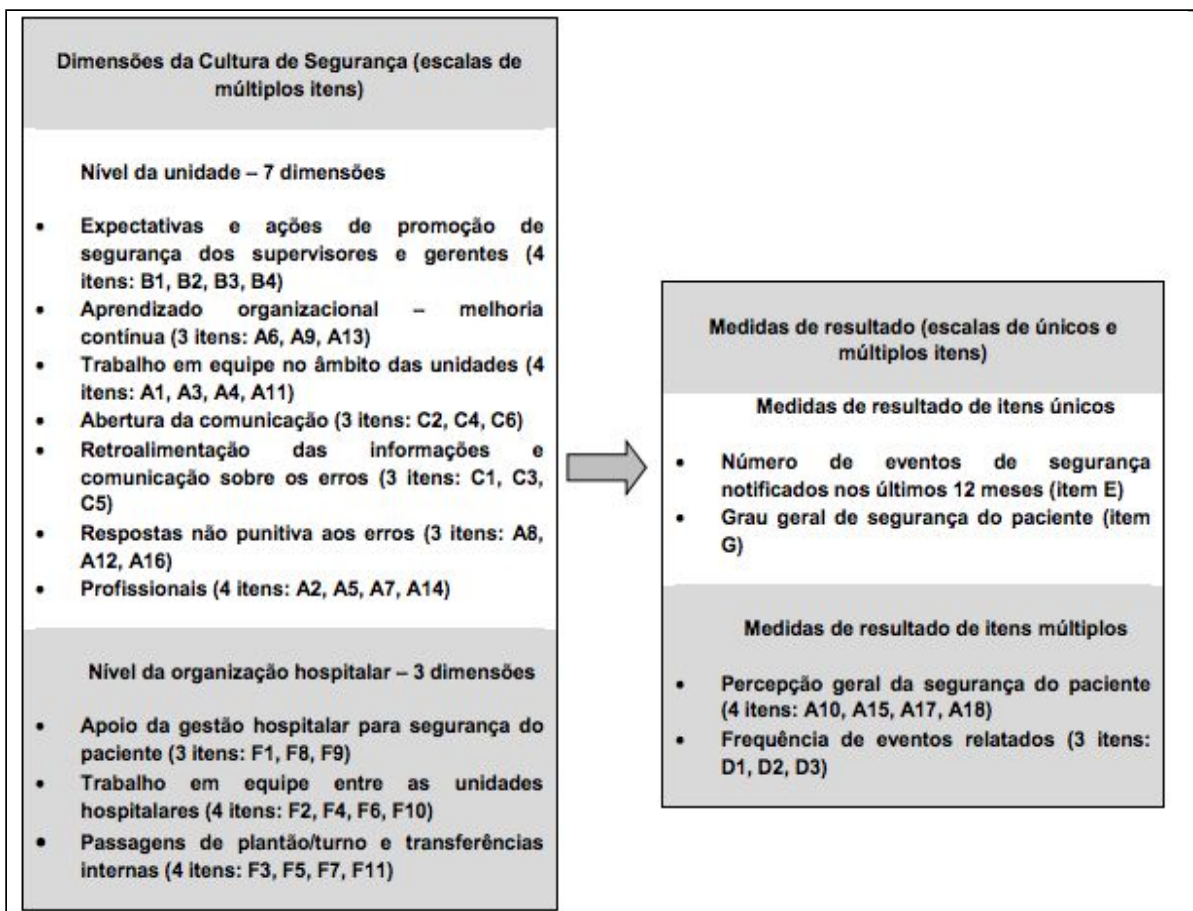 Dimensões da Cultura de Segurança (escalas de
múltiplos itens)
Nível da unidade – 7 dimensões
• Expectativas e ações de promoção de
segurança dos supervisores e gerentes (4
itens: B1, B2, B3, B4)
• Aprendizado organizacional – melhoria
contínua (3 itens: A6, A9, A13)
• Trabalho em equipe no âmbito das unidades (4
itens: A1, A3, A4, A11)
• Abertura da comunicação (3 itens: C2, C4, C6)
• Retroalimentação das informações e
comunicação sobre os erros (3 itens: C1, C3,
C5)
• Respostas não punitiva aos erros (3 itens: A8,
A12, A16)
• Profissionais (4 itens: A2, A5, A7, A14)
Nível da organização hospitalar – 3 dimensões
• Apoio da gestão hospitalar para segurança do
paciente (3 itens: F1, F8, F9)
• Trabalho em equipe entre as unidades
hospitalares (4 itens: F2, F4, F6, F10)
• Passagens de plantão/turno e transferências
internas (4 itens: F3, F5, F7, F11)
Medidas de resultado (escalas de únicos e
múltiplos itens)
Medidas de resultado de itens únicos
• Número de eventos de segurança
notificados nos últimos 12 meses (item E)
• Grau geral de segurança do paciente (item
G)
Medidas de resultado de itens múltiplos
• Percepção geral da segurança do paciente
(4 itens: A10, A15, A17, A18)
• Frequência de eventos relatados (3 itens:
D1, D2, D3)